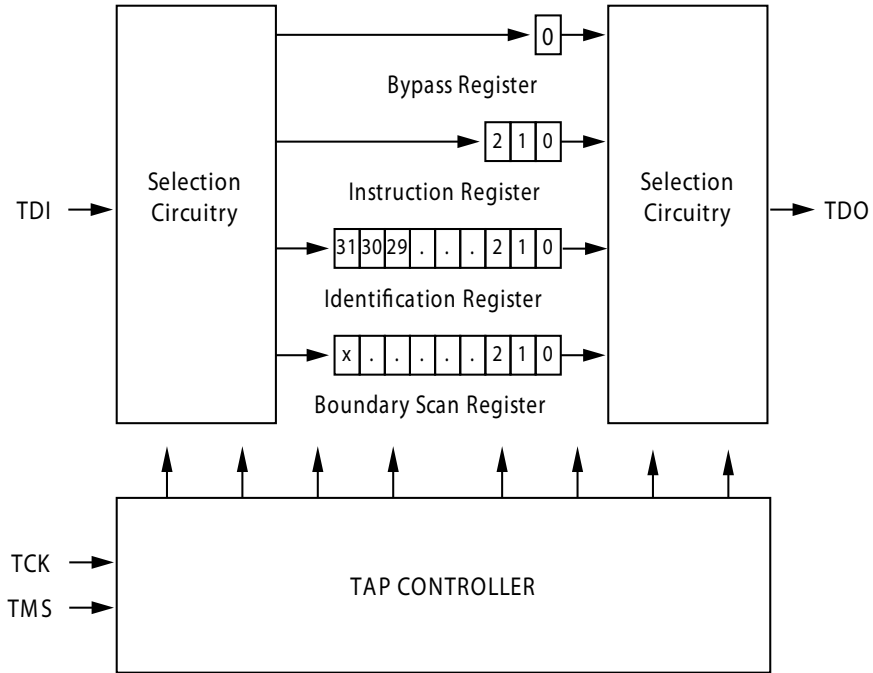 0
Bypass Register
2 1 0
Selection
Circuitry
Instruction Register
Selection
Circuitry
TDI
TDO
31 30 29 . . . 2 1 0
Identification Register
x . . . . . 2 1 0
Boundary Scan Register
TCK
TMS
TAP CONTROLLER